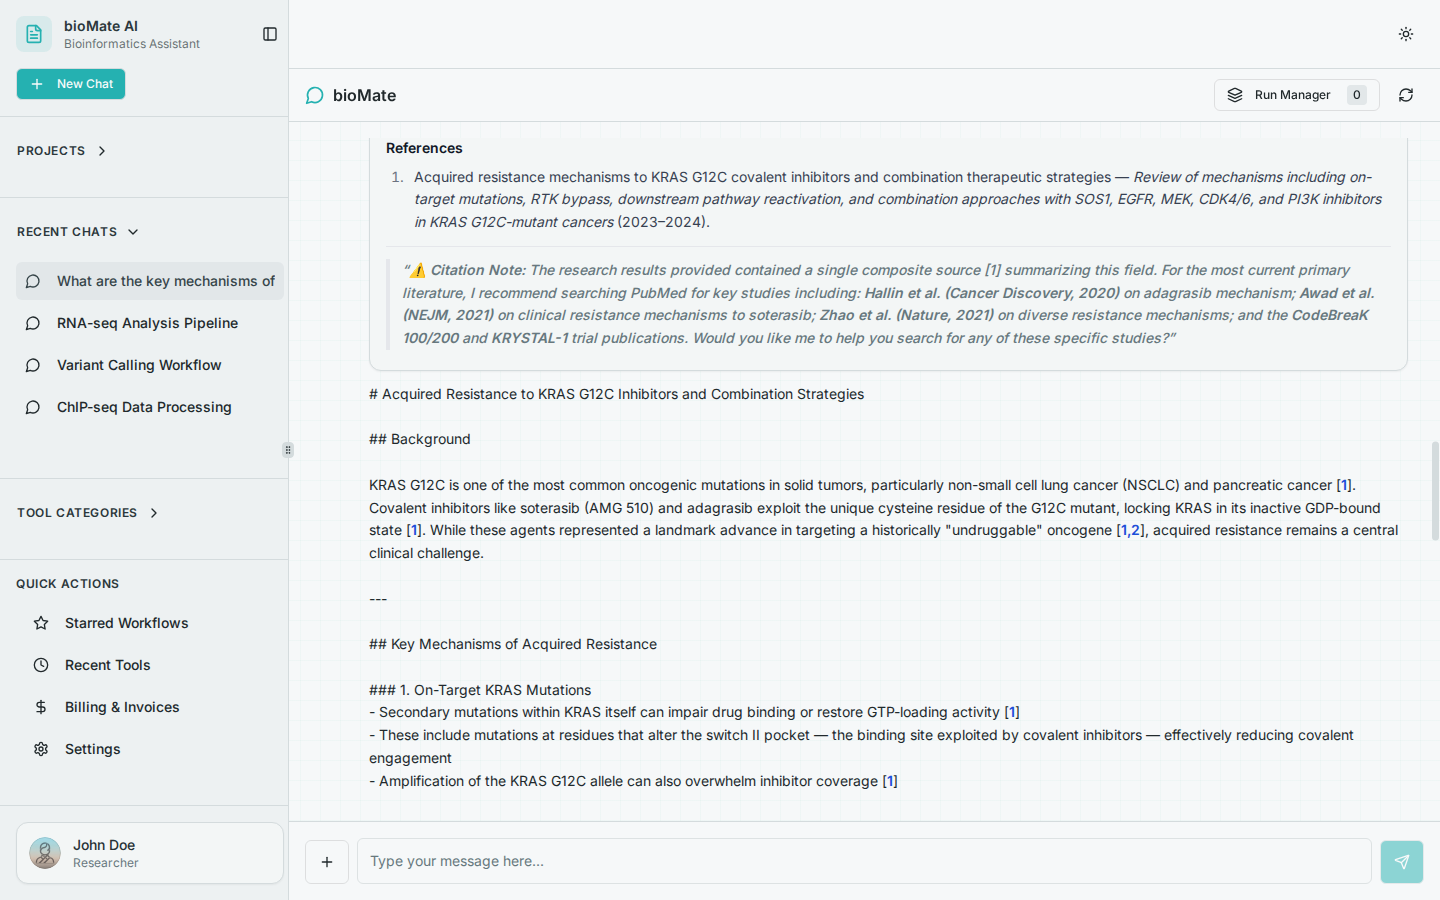 bioMate AI
Bioinformatics Assistant
New Chat
PROJECTS
RECENT CHATS
What are the key mechanisms of
RNA-seq Analysis Pipeline
Variant Calling Workflow
ChIP-seq Data Processing
TOOL CATEGORIES
QUICK ACTIONS
Starred Workflows
Recent Tools
Billing & Invoices
Settings
John Doe
Researcher
bioMate
Run Manager 0
References
1. Acquired resistance mechanisms to KRAS G12C covalent inhibitors and combination therapeutic strategies — Review of mechanisms including on-
target mutations, RTK bypass, downstream pathway reactivation, and combination approaches with SOS1, EGFR, MEK, CDK4/6, and PI3K inhibitors
in KRAS G12C-mutant cancers (2023–2024).
“⚠️ Citation Note: The research results provided contained a single composite source [1] summarizing this field. For the most current primary
literature, I recommend searching PubMed for key studies including: Hallin et al. (Cancer Discovery, 2020) on adagrasib mechanism; Awad et al.
(NEJM, 2021) on clinical resistance mechanisms to soterasib; Zhao et al. (Nature, 2021) on diverse resistance mechanisms; and the CodeBreaK
100/200 and KRYSTAL-1 trial publications. Would you like me to help you search for any of these specific studies?”
# Acquired Resistance to KRAS G12C Inhibitors and Combination Strategies
## Background
KRAS G12C is one of the most common oncogenic mutations in solid tumors, particularly non-small cell lung cancer (NSCLC) and pancreatic cancer [1].
Covalent inhibitors like soterasib (AMG 510) and adagrasib exploit the unique cysteine residue of the G12C mutant, locking KRAS in its inactive GDP-bound
state [1]. While these agents represented a landmark advance in targeting a historically "undruggable" oncogene [1,2], acquired resistance remains a central
clinical challenge.
---
## Key Mechanisms of Acquired Resistance
### 1. On-Target KRAS Mutations
- Secondary mutations within KRAS itself can impair drug binding or restore GTP-loading activity [1]
- These include mutations at residues that alter the switch II pocket — the binding site exploited by covalent inhibitors — effectively reducing covalent
engagement
- Amplification of the KRAS G12C allele can also overwhelm inhibitor coverage [1]
Type your message here...